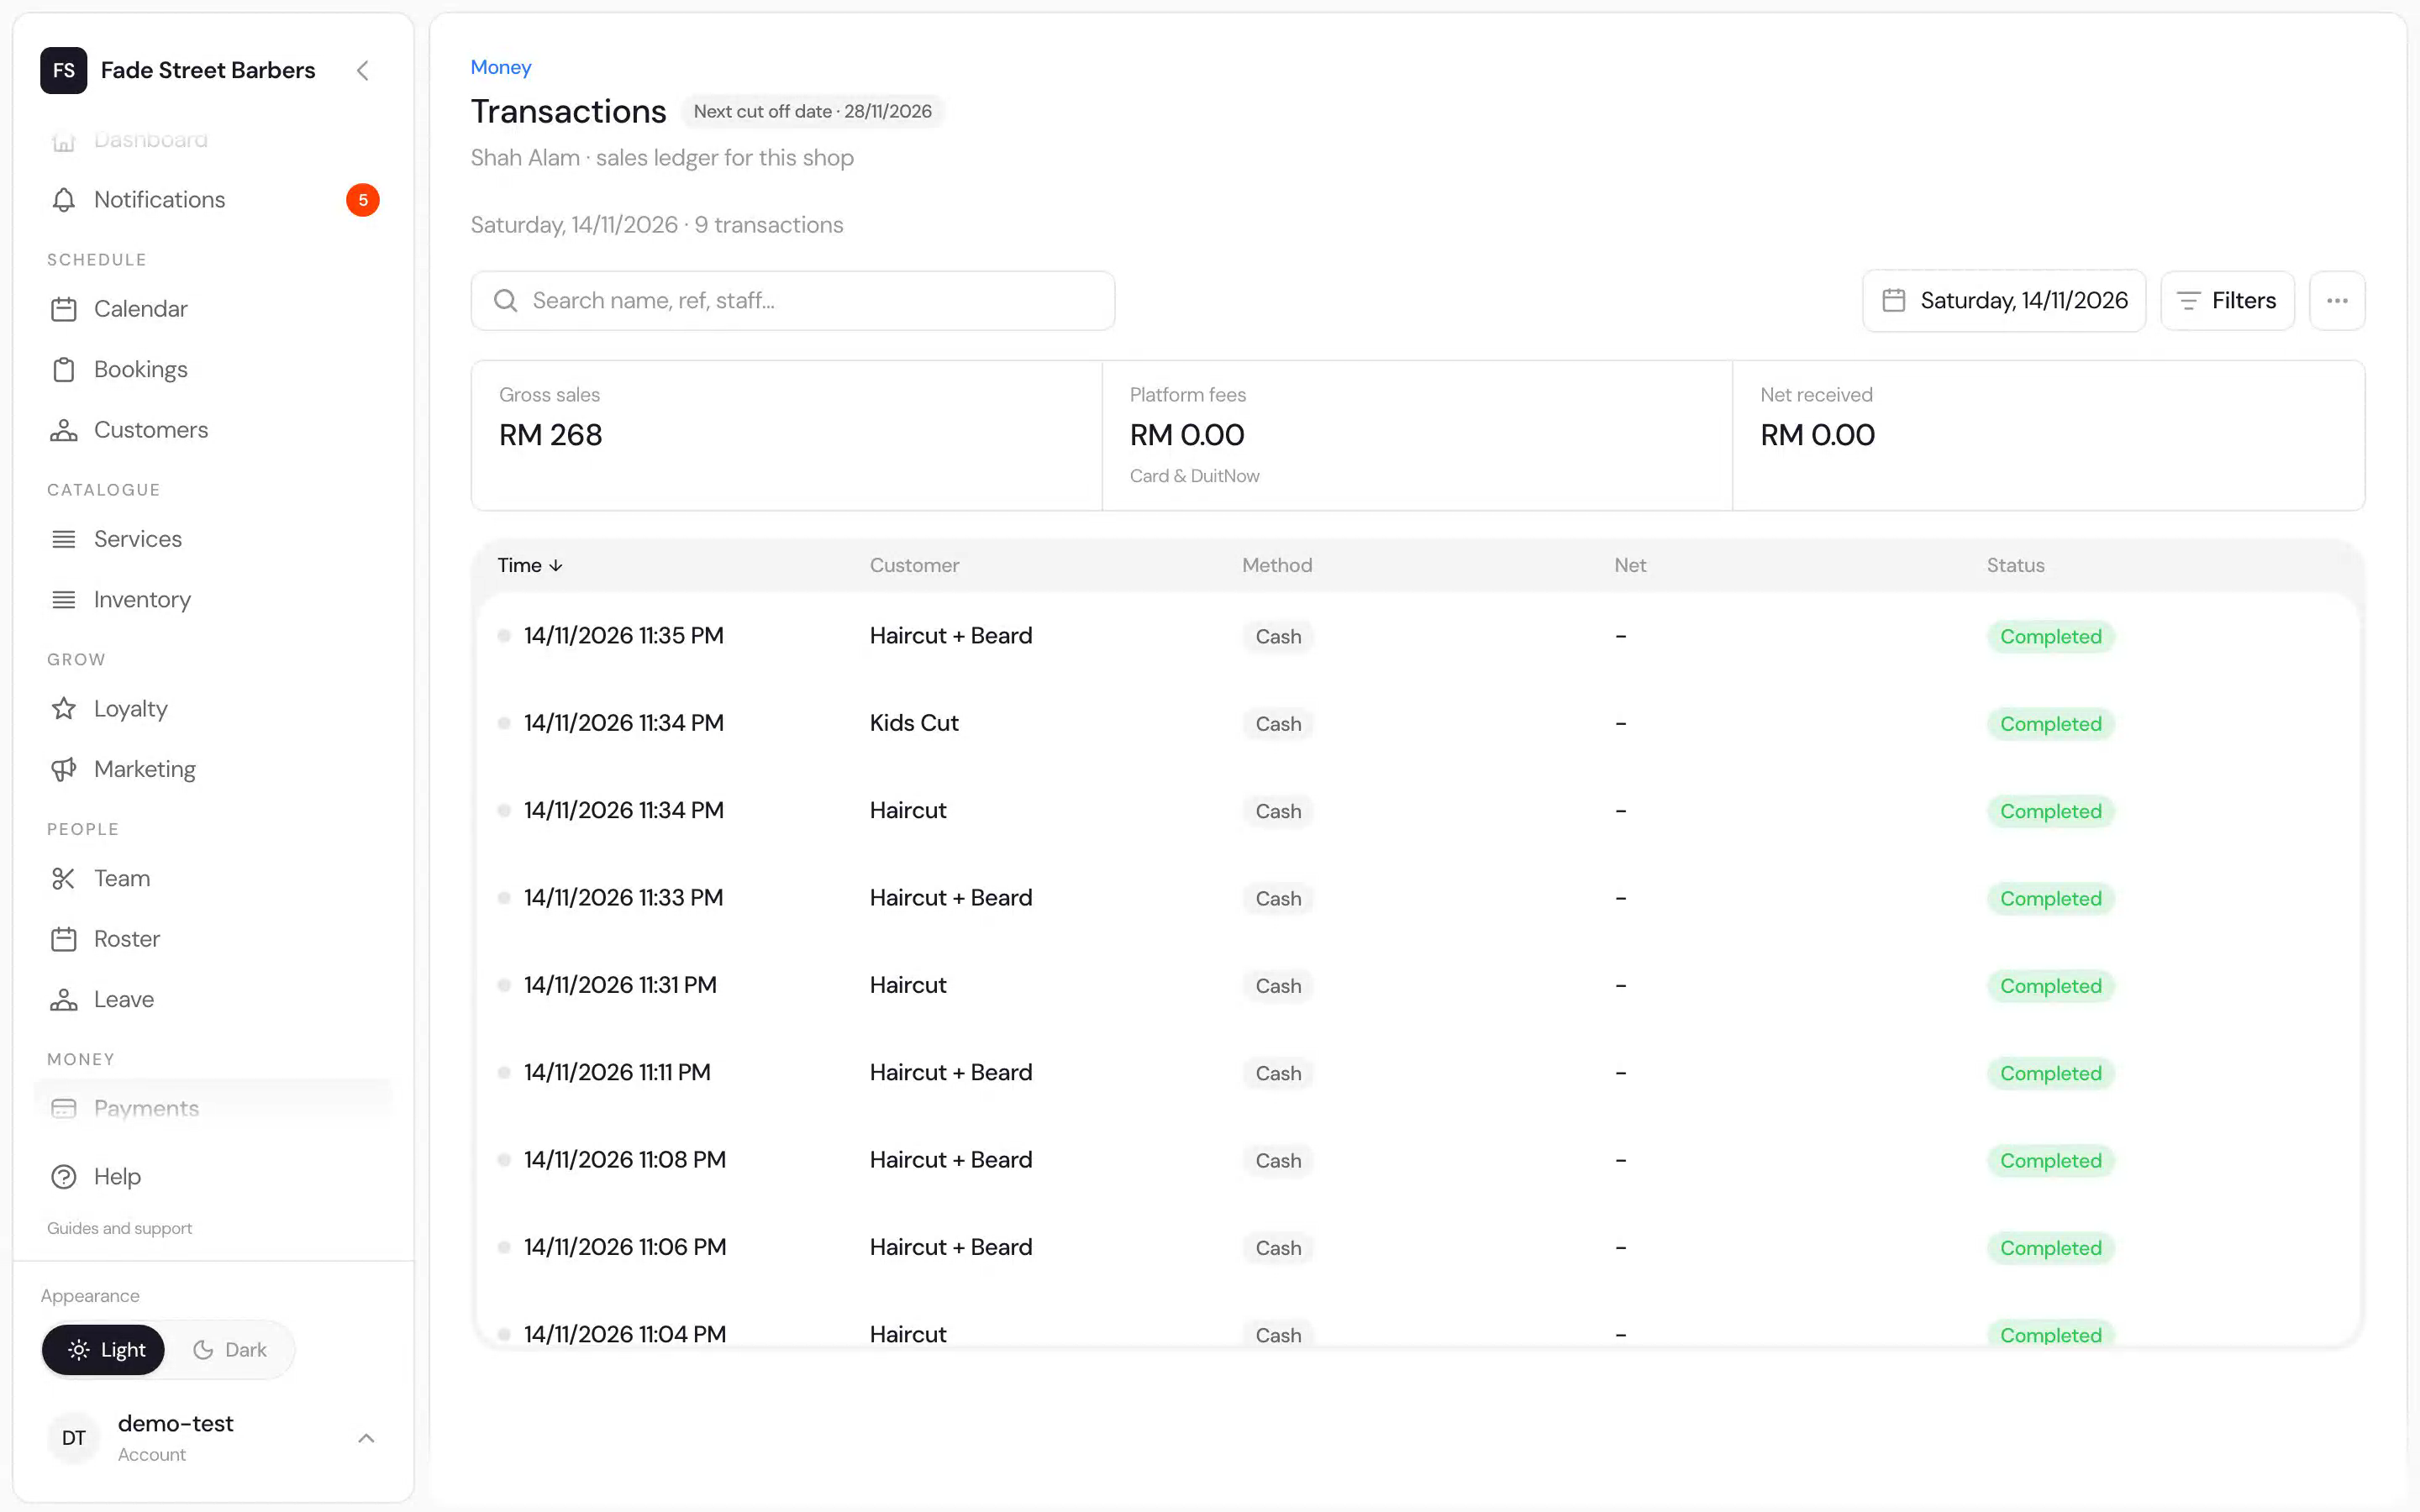 FS Fade Street Barbers
Dashboard
Notifications 5
SCHEDULE
Calendar
Bookings
Customers
CATALOGUE
Services
Inventory
GROW
Loyalty
Marketing
PEOPLE
Team
Roster
Leave
MONEY
Payments
Help
Guides and support
Appearance
Light Dark
DT demo-test
Account
Money
Transactions Next cut off date · 28/11/2026
Shah Alam · sales ledger for this shop
Saturday, 14/11/2026 · 9 transactions
Search name, ref, staff... Saturday, 14/11/2026 Filters ...
Gross sales Platform fees Net received
RM 268 RM 0.00 RM 0.00
Card & DuitNow
Time ↓ Customer Method Net Status
14/11/2026 11:35 PM Haircut + Beard Cash – Completed
14/11/2026 11:34 PM Kids Cut Cash – Completed
14/11/2026 11:34 PM Haircut Cash – Completed
14/11/2026 11:33 PM Haircut + Beard Cash – Completed
14/11/2026 11:31 PM Haircut Cash – Completed
14/11/2026 11:11 PM Haircut + Beard Cash – Completed
14/11/2026 11:08 PM Haircut + Beard Cash – Completed
14/11/2026 11:06 PM Haircut + Beard Cash – Completed
14/11/2026 11:04 PM Haircut Cash – Completed